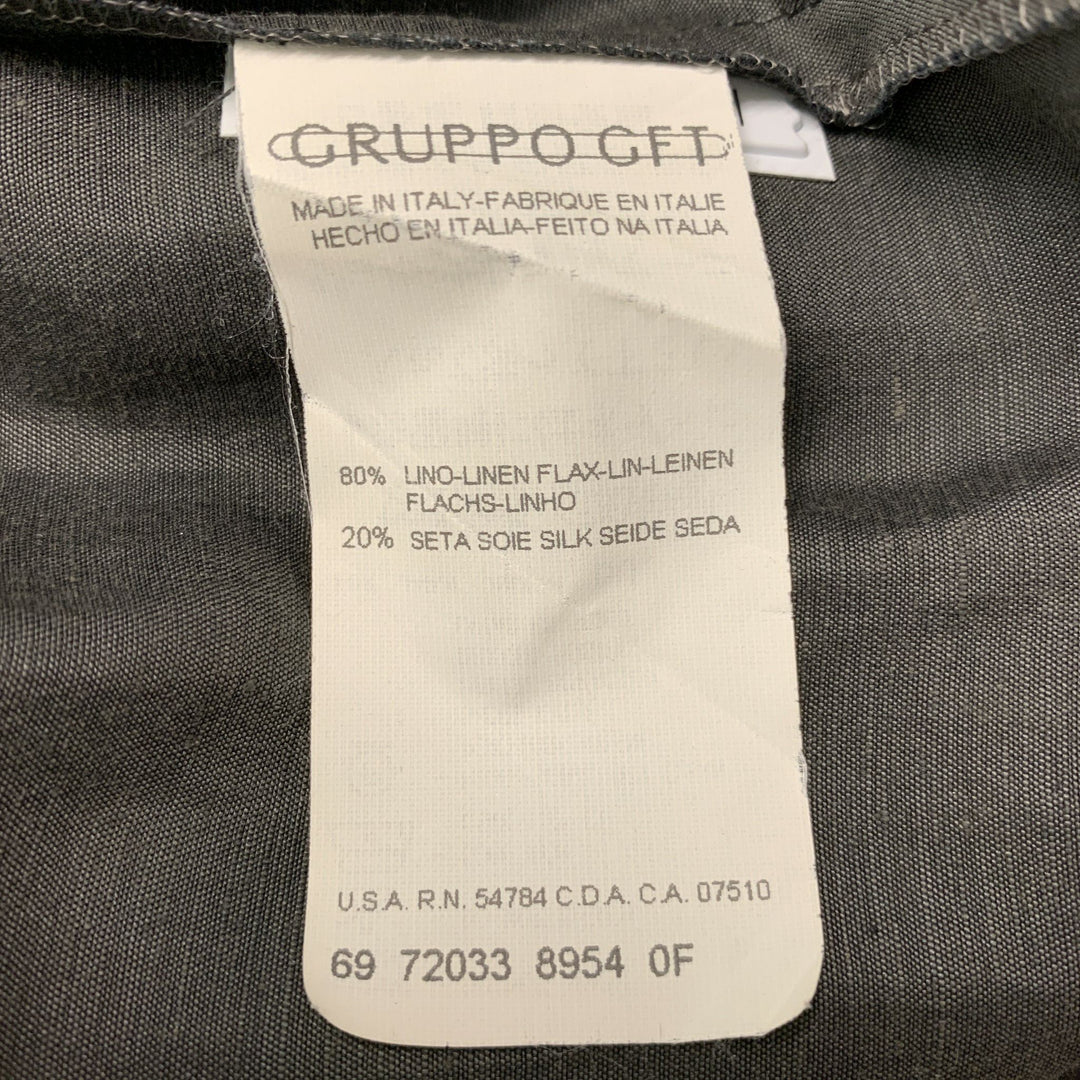 GRUPPO GFT
MADE IN ITALY-FABRIQUE EN ITALIE
HECHO EN ITALIA-FEITO NA ITALIA
80% LINO-LINEN FLAX-LIN-LEINEN
FLACHS-LINHO
20% SETA SOIE SILK SEIDE SEDA
U.S.A. R.N. 54784 C.D.A. C.A. 07510
69 72033 8954 0F